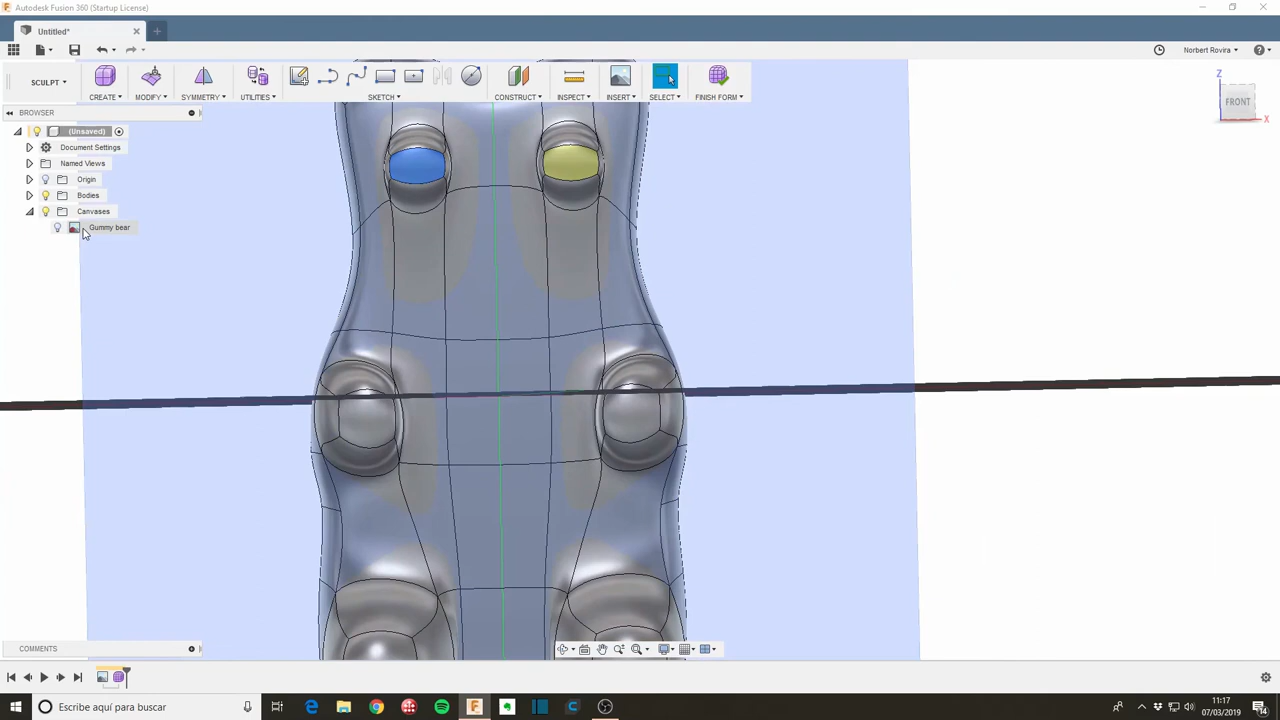 Autodesk Fusion 360 (Startup License)
Untitled*
Norbert Rovira
SCULPT
CREATE
MODIFY
SYMMETRY
UTILITIES
SKETCH
CONSTRUCT
INSPECT
INSERT
SELECT
FINISH FORM
BROWSER
(Unsaved)
Document Settings
Named Views
Origin
Bodies
Canvases
Gummy bear
Z
FRONT
X
COMMENTS
Escribe aquí para buscar
11:17
07/03/2019
14